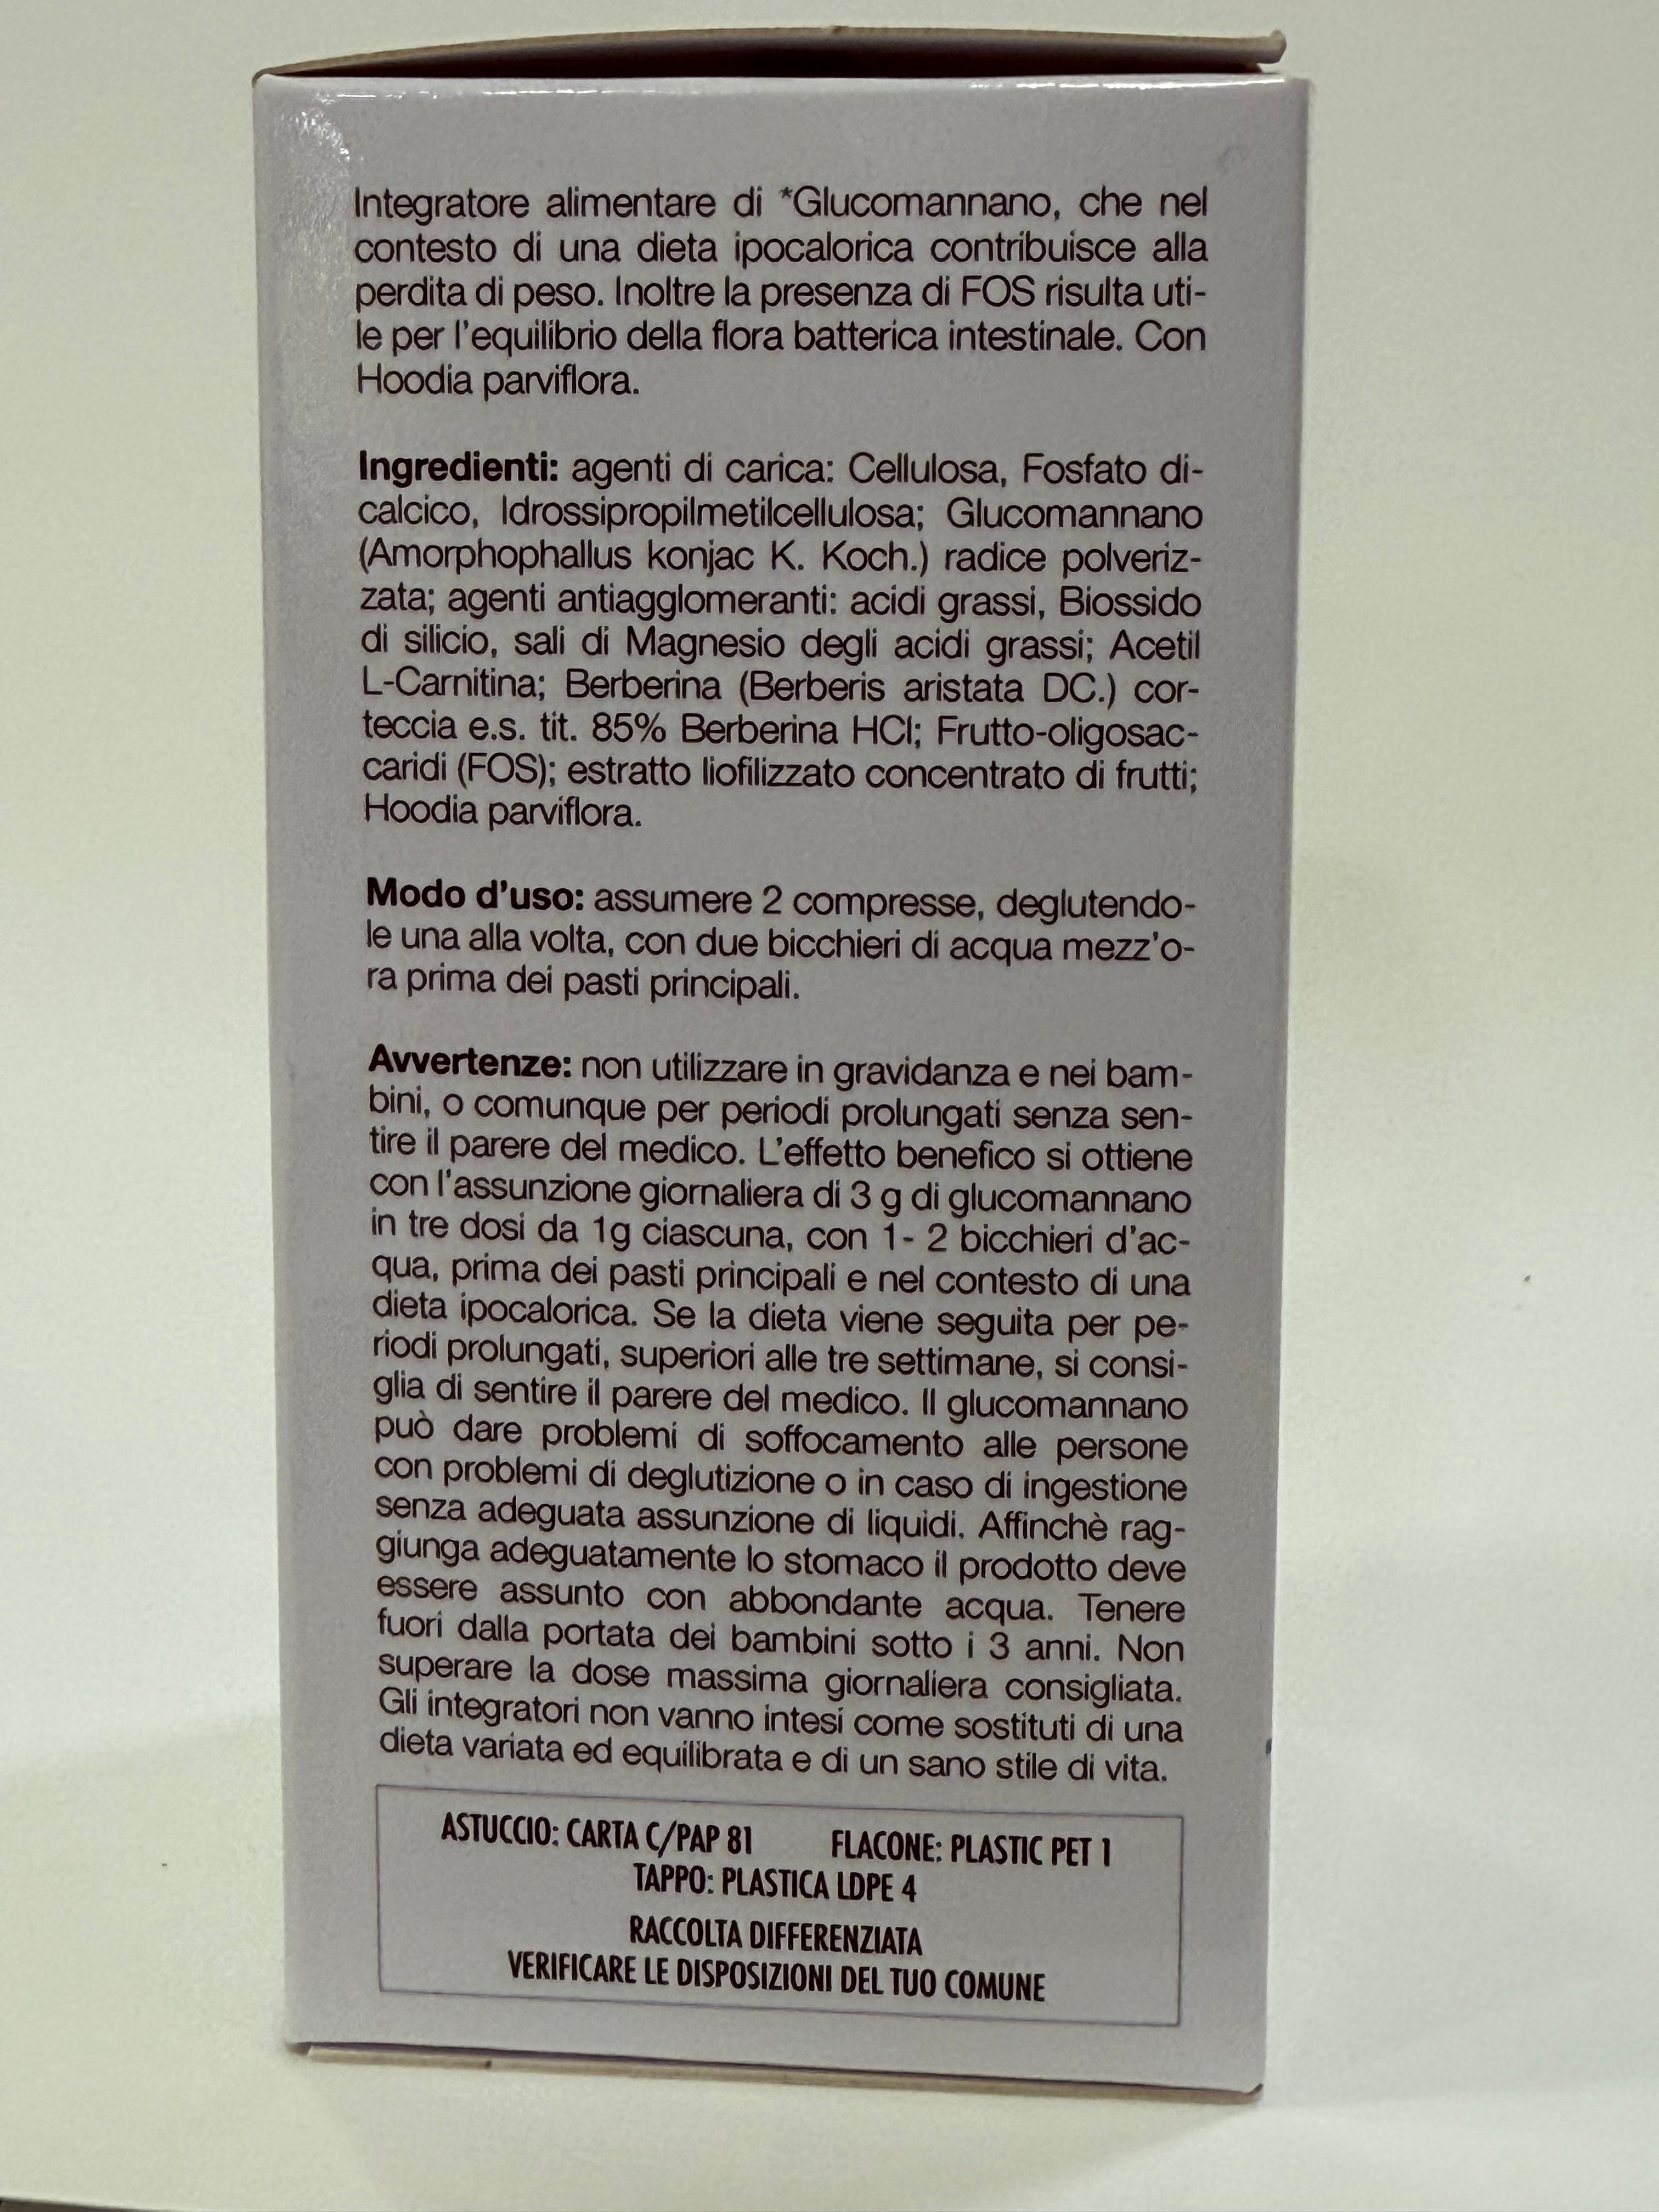 Integratore alimentare di *Glucomannano, che nel
contesto di una dieta ipocalorica contribuisce alla
perdita di peso. Inoltre la presenza di FOS risulta uti-
le per l'equilibrio della flora batterica intestinale. Con
Hoodia parviflora.
Ingredienti: agenti di carica: Cellulosa, Fosfato di-
calcico, Idrossipropilmetilcellulosa; Glucomannano
(Amorphophallus konjac K. Koch.) radice polveriz-
zata; agenti antiagglomeranti: acidi grassi, Biossido
di silicio, sali di Magnesio degli acidi grassi; Acetil
L-Carnitina; Berberina (Berberis aristata DC.) cor-
teccia e.s. tit. 85% Berberina HCl; Frutto-oligosac-
caridi (FOS); estratto liofilizzato concentrato di frutti;
Hoodia parviflora.
Modo d'uso: assumere 2 compresse, deglutendo-
le una alla volta, con due bicchieri di acqua mezz'o-
ra prima dei pasti principali.
Avvertenze: non utilizzare in gravidanza e nei bam-
bini, o comunque per periodi prolungati senza sen-
tire il parere del medico. L'effetto benefico si ottiene
con l'assunzione giornaliera di 3 g di glucomannano
in tre dosi da 1g ciascuna, con 1- 2 bicchieri d'ac-
qua, prima dei pasti principali e nel contesto di una
dieta ipocalorica. Se la dieta viene seguita per pe-
riodi prolungati, superiori alle tre settimane, si consi-
glia di sentire il parere del medico. Il glucomannano
può dare problemi di soffocamento alle persone
con problemi di deglutizione o in caso di ingestione
senza adeguata assunzione di liquidi. Affinchè rag-
giunga adeguatamente lo stomaco il prodotto deve
essere assunto con abbondante acqua. Tenere
fuori dalla portata dei bambini sotto i 3 anni. Non
superare la dose massima giornaliera consigliata.
Gli integratori non vanno intesi come sostituti di una
dieta variata ed equilibrata e di un sano stile di vita.
ASTUCCIO: CARTA C/PAP 81 FLACONE: PLASTIC PET 1
TAPPO: PLASTICA LDPE 4
RACCOLTA DIFFERENZIATA
VERIFICARE LE DISPOSIZIONI DEL TUO COMUNE